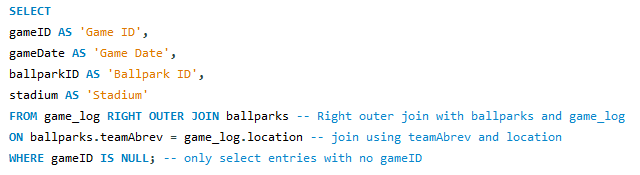 SELECT
gameID AS 'Game ID',
gameDate AS 'Game Date',
ballparkID AS 'Ballpark ID',
stadium AS 'Stadium'
FROM game_log RIGHT OUTER JOIN ballparks -- Right outer join with ballparks and game_log
ON ballparks.teamAbrev = game_log.location -- join using teamAbrev and location
WHERE gameID IS NULL; -- only select entries with no gameID